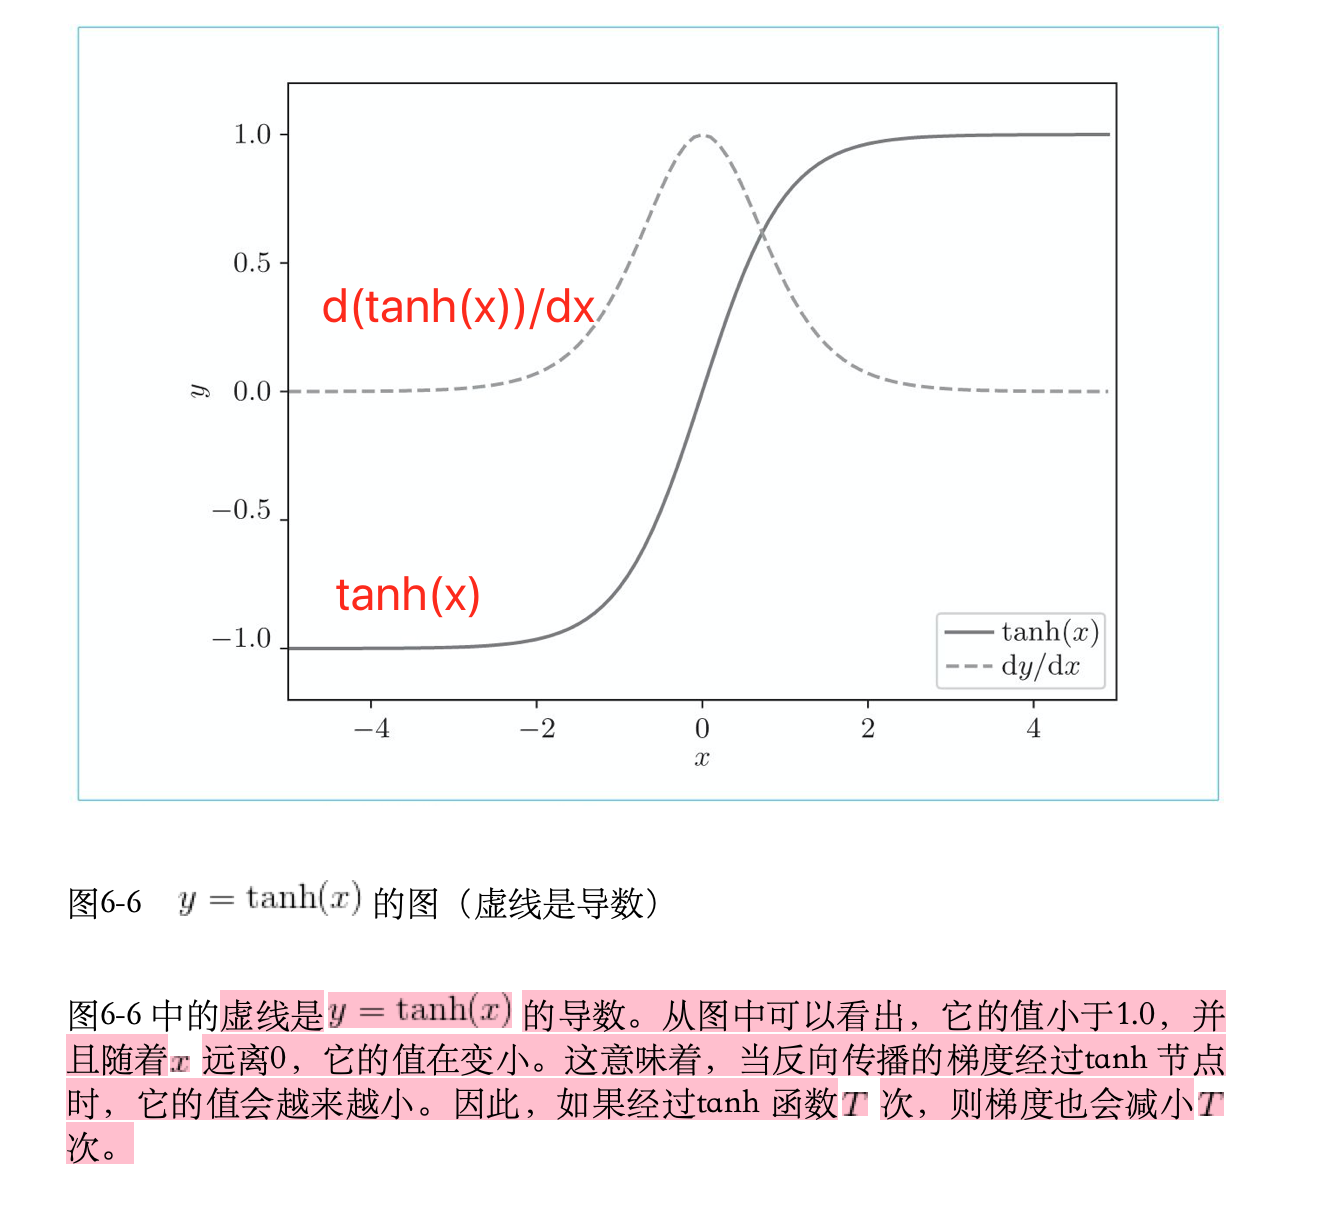 1.0
0.5
0.0
−0.5
−1.0
y
d(tanh(x))/dx
tanh(x)
tanh(x)
dy/dx
−4 −2 0 2 4
x
图6-6 y = tanh(x) 的图（虚线是导数）
图6-6 中的虚线是 y = tanh(x) 的导数。从图中可以看出，它的值小于1.0，并
且随着 x 远离0，它的值在变小。这意味着，当反向传播的梯度经过tanh 节点
时，它的值会越来越小。因此，如果经过tanh 函数 T 次，则梯度也会减小 T
次。